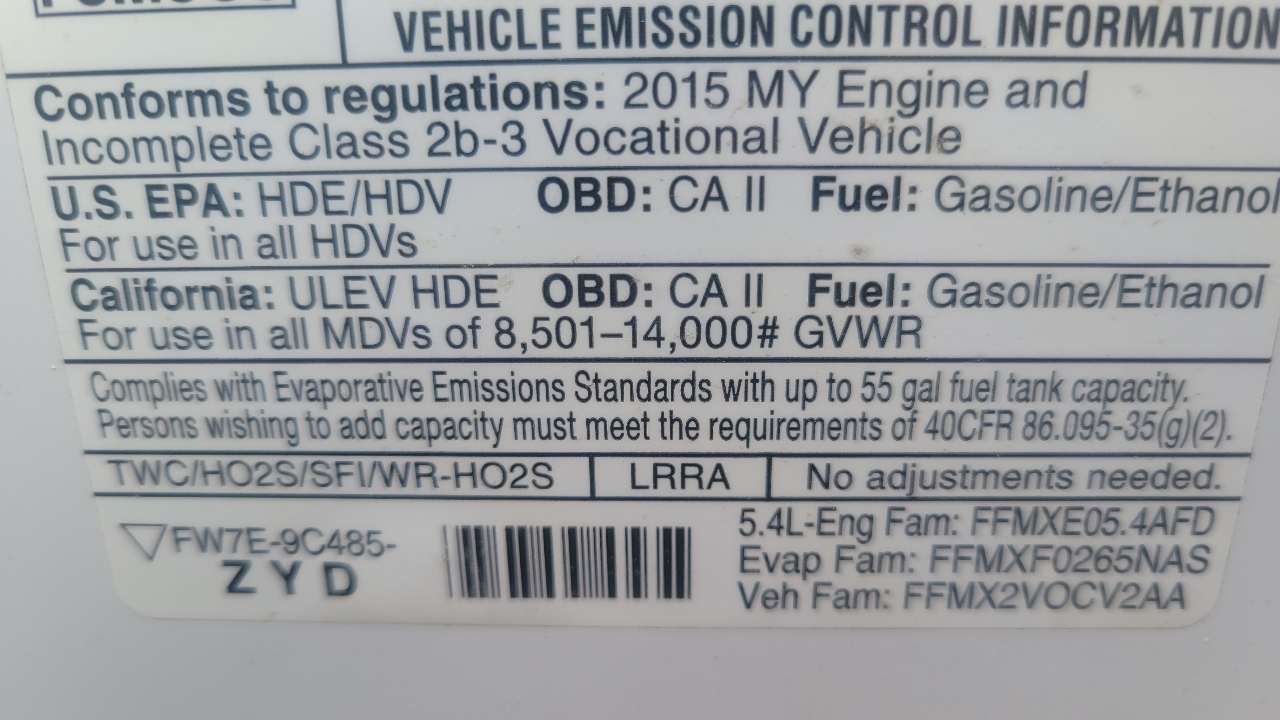 VEHICLE EMISSION CONTROL INFORMATION
Conforms to regulations: 2015 MY Engine and
Incomplete Class 2b-3 Vocational Vehicle
U.S. EPA: HDE/HDV OBD: CA II Fuel: Gasoline/Ethanol
For use in all HDVs
California: ULEV HDE OBD: CA II Fuel: Gasoline/Ethanol
For use in all MDVs of 8,501–14,000# GVWR
Complies with Evaporative Emissions Standards with up to 55 gal fuel tank capacity.
Persons wishing to add capacity must meet the requirements of 40CFR 86.095-35(g)(2).
TWC/HO2S/SFI/WR-HO2S LRRA No adjustments needed.
FW7E-9C485-
ZYD
5.4L-Eng Fam: FFMXE05.4AFD
Evap Fam: FFMXF0265NAS
Veh Fam: FFMX2VOCV2AA